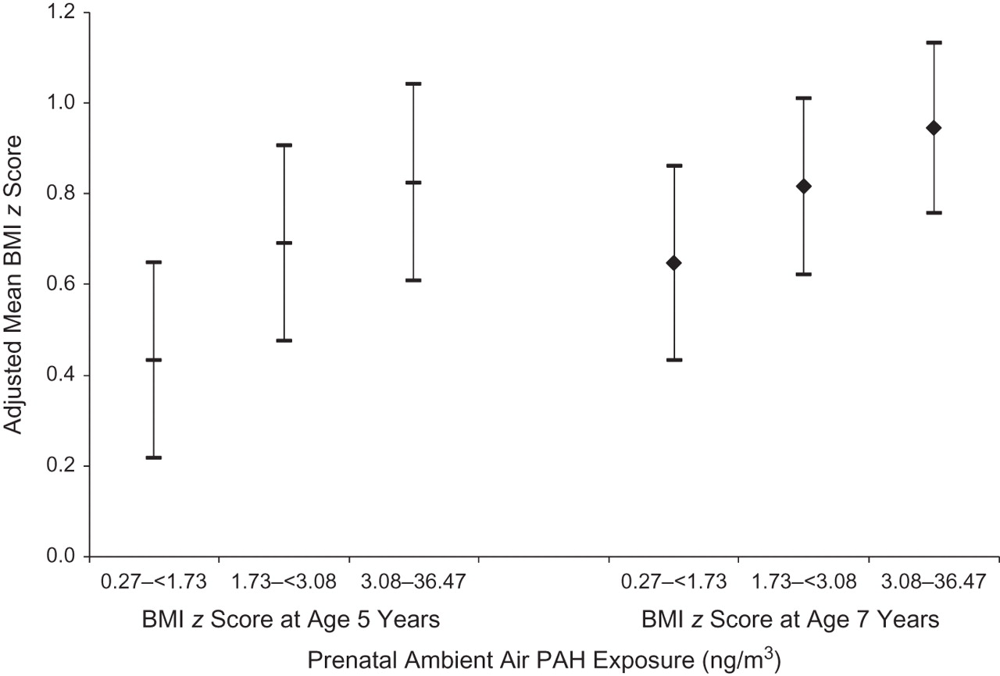 Adjusted Mean BMI z Score
1.2
1.0
0.8
0.6
0.4
0.2
0.0
0.27–<1.73 1.73–<3.08 3.08–36.47 0.27–<1.73 1.73–<3.08 3.08–36.47
BMI z Score at Age 5 Years BMI z Score at Age 7 Years
Prenatal Ambient Air PAH Exposure (ng/m³)